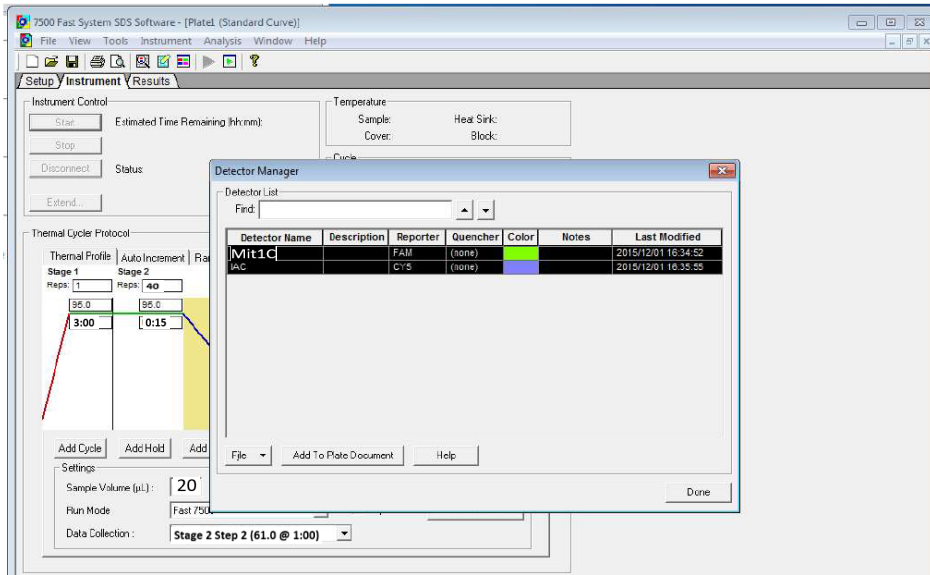 7500 Fast System SDS Software - [Plate1 (Standard Curve)]
File View Tools Instrument Analysis Window Help
Setup Instrument Results
Instrument Control
Start Estimated Time Remaining (hh:mm):
Stop
Disconnect Status:
Extend...
Temperature
Sample: Heat Sink:
Cover: Block:
Cycle
Thermal Cycler Protocol
Thermal Profile Auto Increment
Stage 1 Stage 2
Reps: 1 Reps: 40
95.0 95.0
3:00 0:15
Add Cycle Add Hold Add
Settings
Sample Volume (µL) : 20
Run Mode Fast 7500
Data Collection : Stage 2 Step 2 (61.0 @ 1:00)
Detector Manager
Detector List
Find:
Detector Name Description Reporter Quencher Color Notes Last Modified
Mit1C FAM (none) 2015/12/01 16:34:52
IAC CY5 (none) 2015/12/01 16:35:55
File Add To Plate Document Help
Done